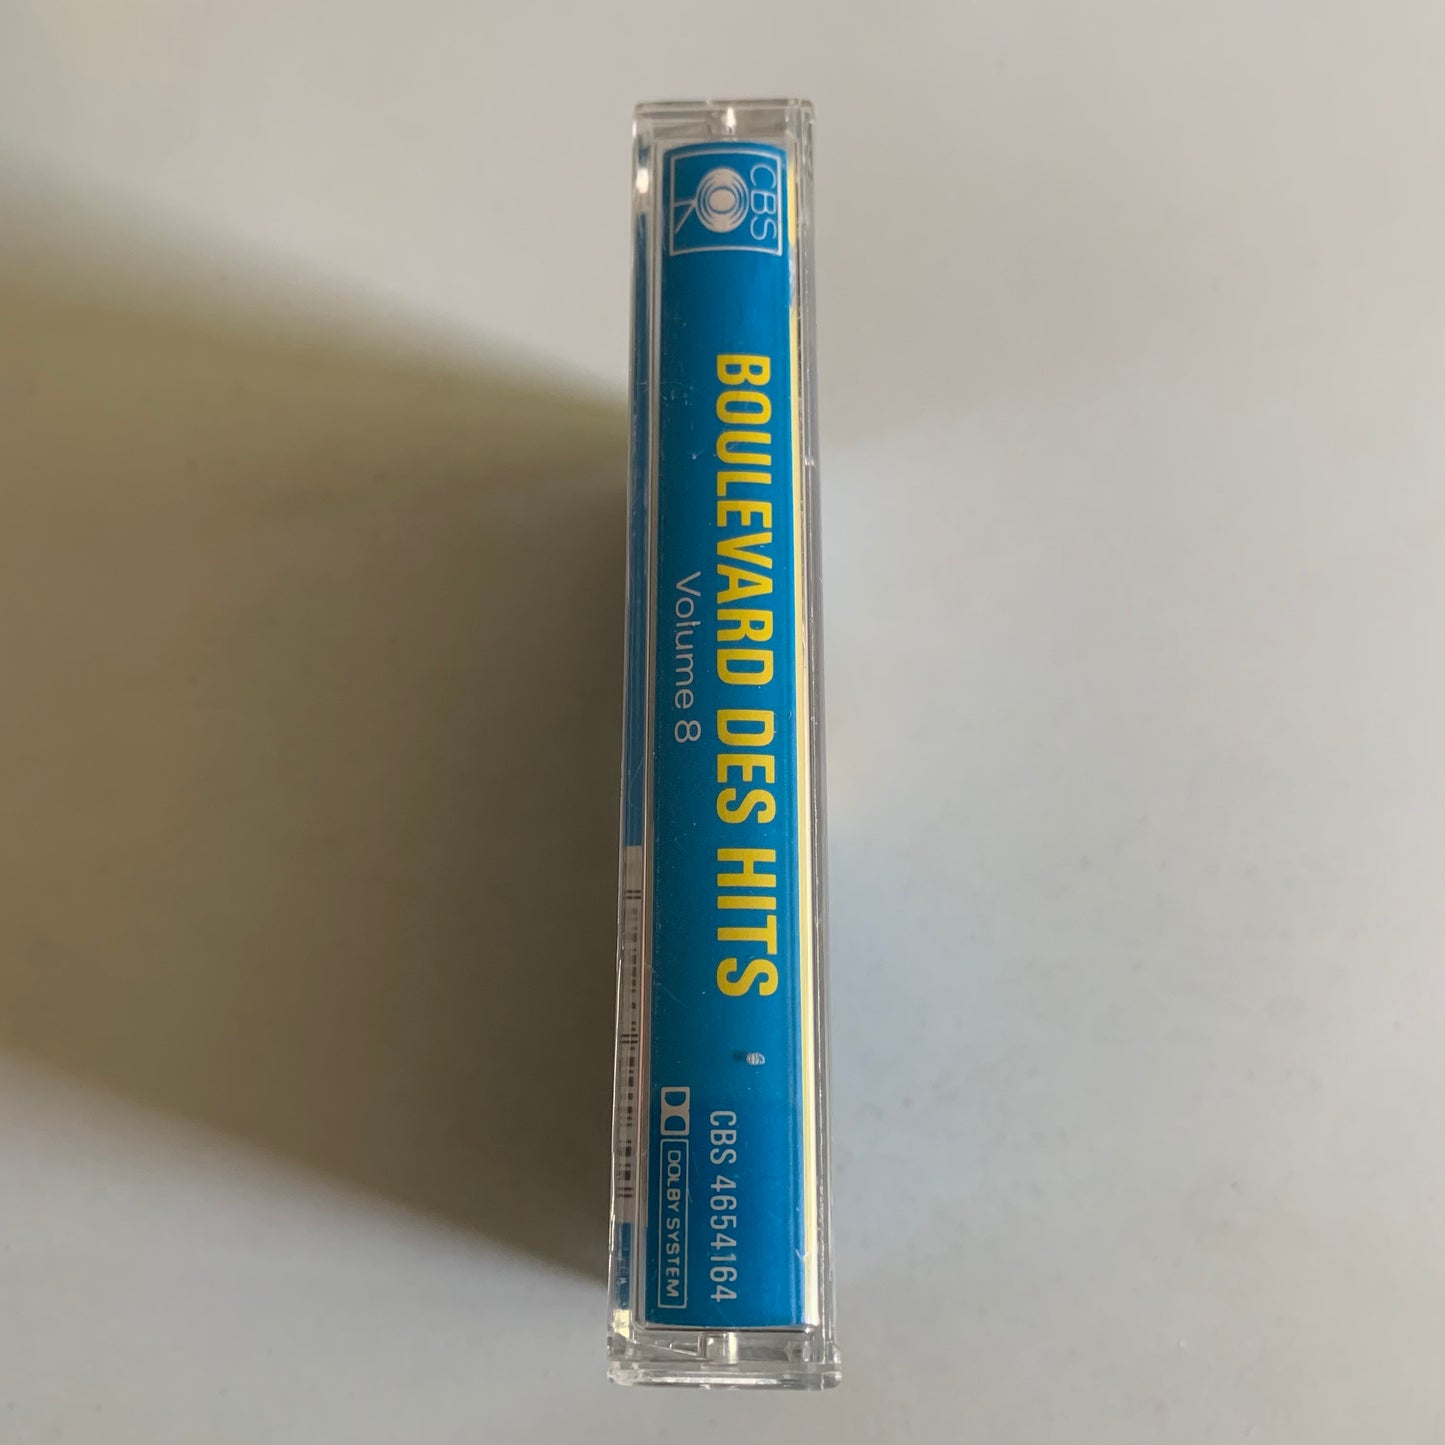 CBS
BOULEVARD DES HITS
Volume 8
CBS 4654164
DOLBY SYSTEM